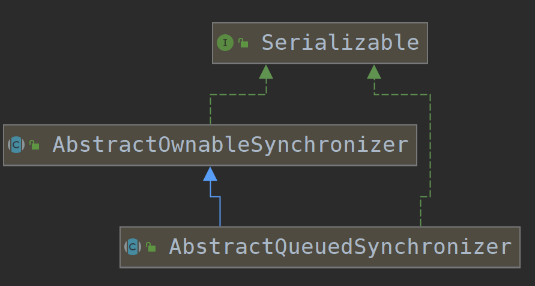 I Serializable
C AbstractOwnableSynchronizer
C AbstractQueuedSynchronizer